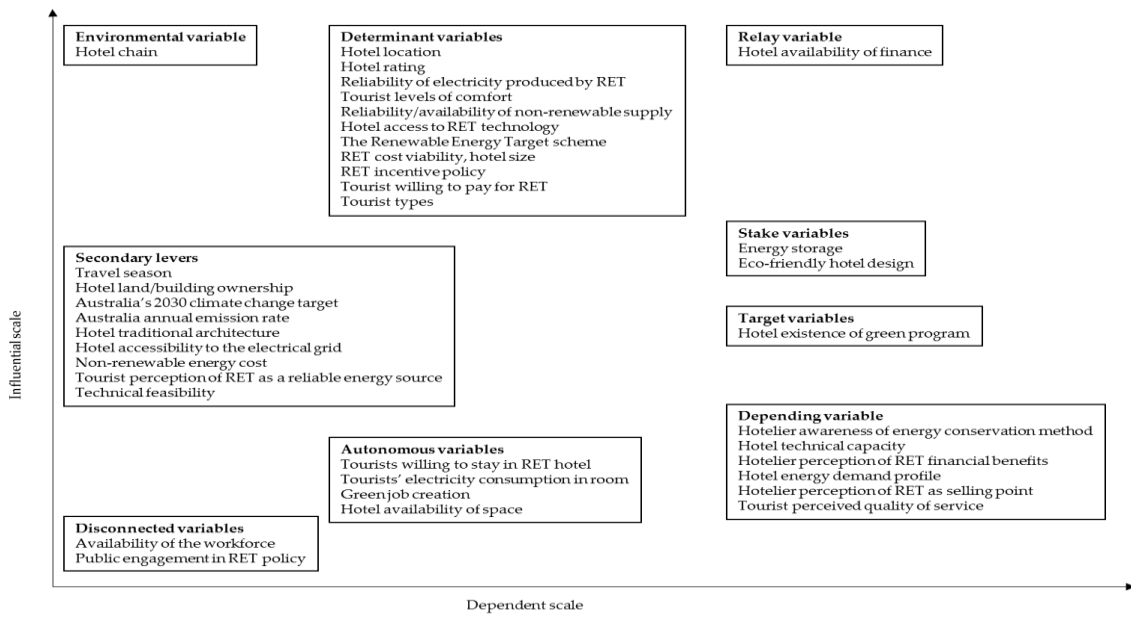 Environmental variable
Hotel chain
Determinant variables
Hotel location
Hotel rating
Reliability of electricity produced by RET
Tourist levels of comfort
Reliability/availability of non-renewable supply
Hotel access to RET technology
The Renewable Energy Target scheme
RET cost viability, hotel size
RET incentive policy
Tourist willing to pay for RET
Tourist types
Relay variable
Hotel availability of finance
Secondary levers
Travel season
Hotel land/building ownership
Australia's 2030 climate change target
Australia annual emission rate
Hotel traditional architecture
Hotel accessibility to the electrical grid
Non-renewable energy cost
Tourist perception of RET as a reliable energy source
Technical feasibility
Stake variables
Energy storage
Eco-friendly hotel design
Target variables
Hotel existence of green program
Autonomous variables
Tourists willing to stay in RET hotel
Tourists' electricity consumption in room
Green job creation
Hotel availability of space
Depending variable
Hotelier awareness of energy conservation method
Hotel technical capacity
Hotelier perception of RET financial benefits
Hotel energy demand profile
Hotelier perception of RET as selling point
Tourist perceived quality of service
Disconnected variables
Availability of the workforce
Public engagement in RET policy
Influential scale
Dependent scale